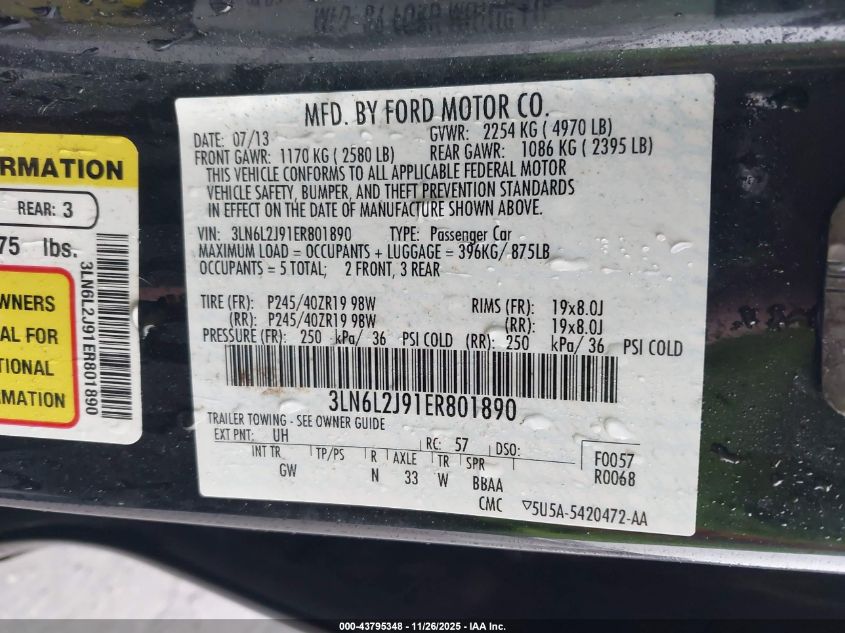 MFD. BY FORD MOTOR CO.
DATE: 07/13 GVWR: 2254 KG ( 4970 LB)
FRONT GAWR: 1170 KG ( 2580 LB) REAR GAWR: 1086 KG ( 2395 LB)
THIS VEHICLE CONFORMS TO ALL APPLICABLE FEDERAL MOTOR
VEHICLE SAFETY, BUMPER, AND THEFT PREVENTION STANDARDS
IN EFFECT ON THE DATE OF MANUFACTURE SHOWN ABOVE.
VIN: 3LN6L2J91ER801890 TYPE: Passenger Car
MAXIMUM LOAD = OCCUPANTS + LUGGAGE = 396KG/ 875LB
OCCUPANTS = 5 TOTAL; 2 FRONT, 3 REAR
TIRE (FR): P245/40ZR19 98W RIMS (FR): 19x8.0J
(RR): P245/40ZR19 98W (RR): 19x8.0J
PRESSURE (FR): 250 kPa/ 36 PSI COLD (RR): 250 kPa/ 36 PSI COLD
3LN6L2J91ER801890
TRAILER TOWING - SEE OWNER GUIDE
EXT PNT: UH RC: 57 DSO:
INT TR TP/PS R AXLE TR SPR
GW N 33 W BBAA
CMC
F0057
R0068
▽5U5A-5420472-AA
RMATION
REAR: 3
75 lbs.
WNERS
AL FOR
TIONAL
RMATION
3LN6L2J91ER801890
000-43795348 - 11/26/2025 - IAA Inc.